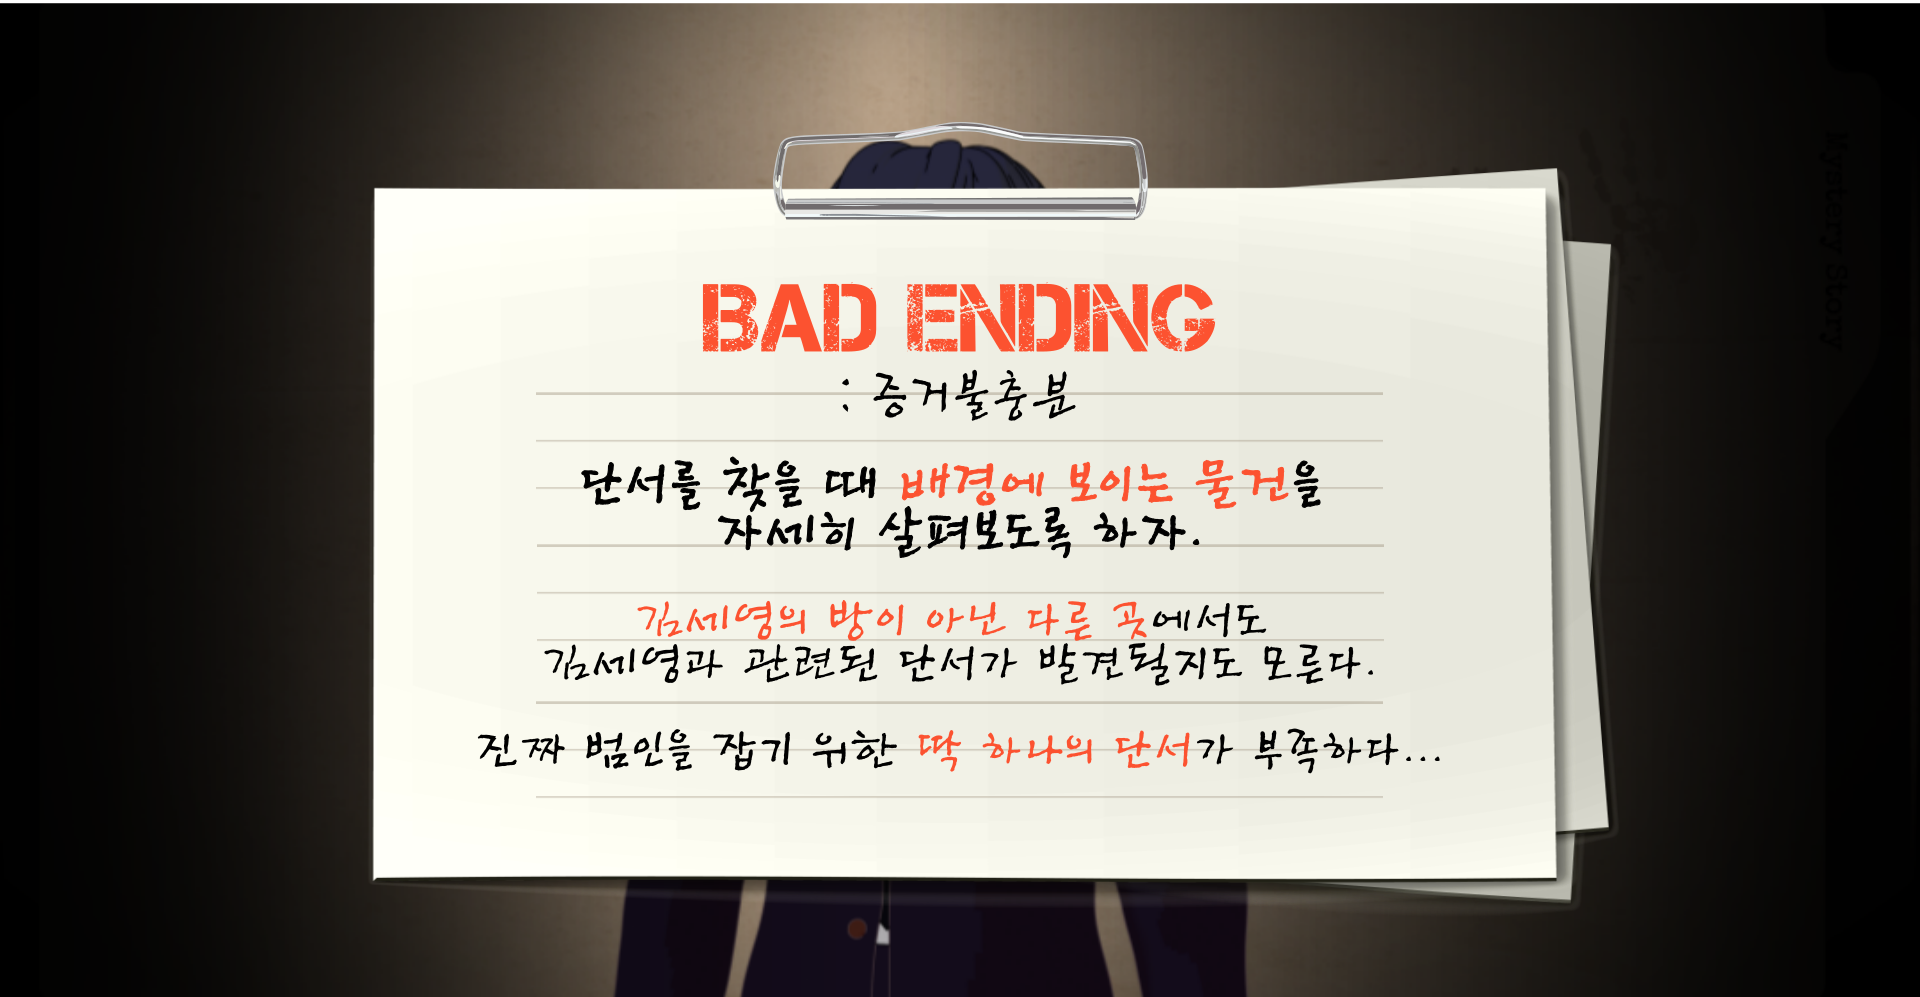 BAD ENDING
: 증거불충분
단서를 찾을 때 배경에 보이는 물건을
자세히 살펴보도록 하자.
김세영의 방이 아닌 다른 곳에서도
김세영과 관련된 단서가 발견될지도 모른다.
진짜 범인을 잡기 위한 딱 하나의 단서가 부족하다...
Mystery Story